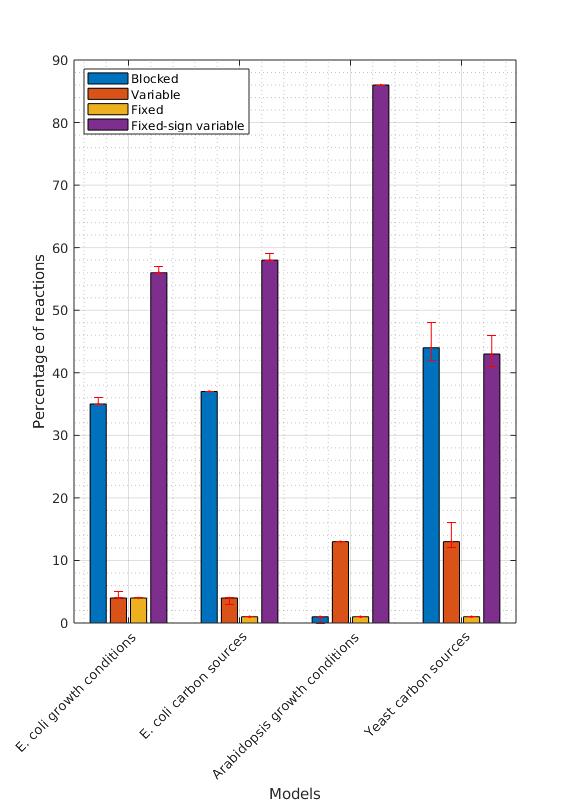 90
80
70
60
50
40
30
20
10
0
Percentage of reactions
Blocked
Variable
Fixed
Fixed-sign variable
E. coli growth conditions
E. coli carbon sources
Arabidopsis growth conditions
Yeast carbon sources
Models